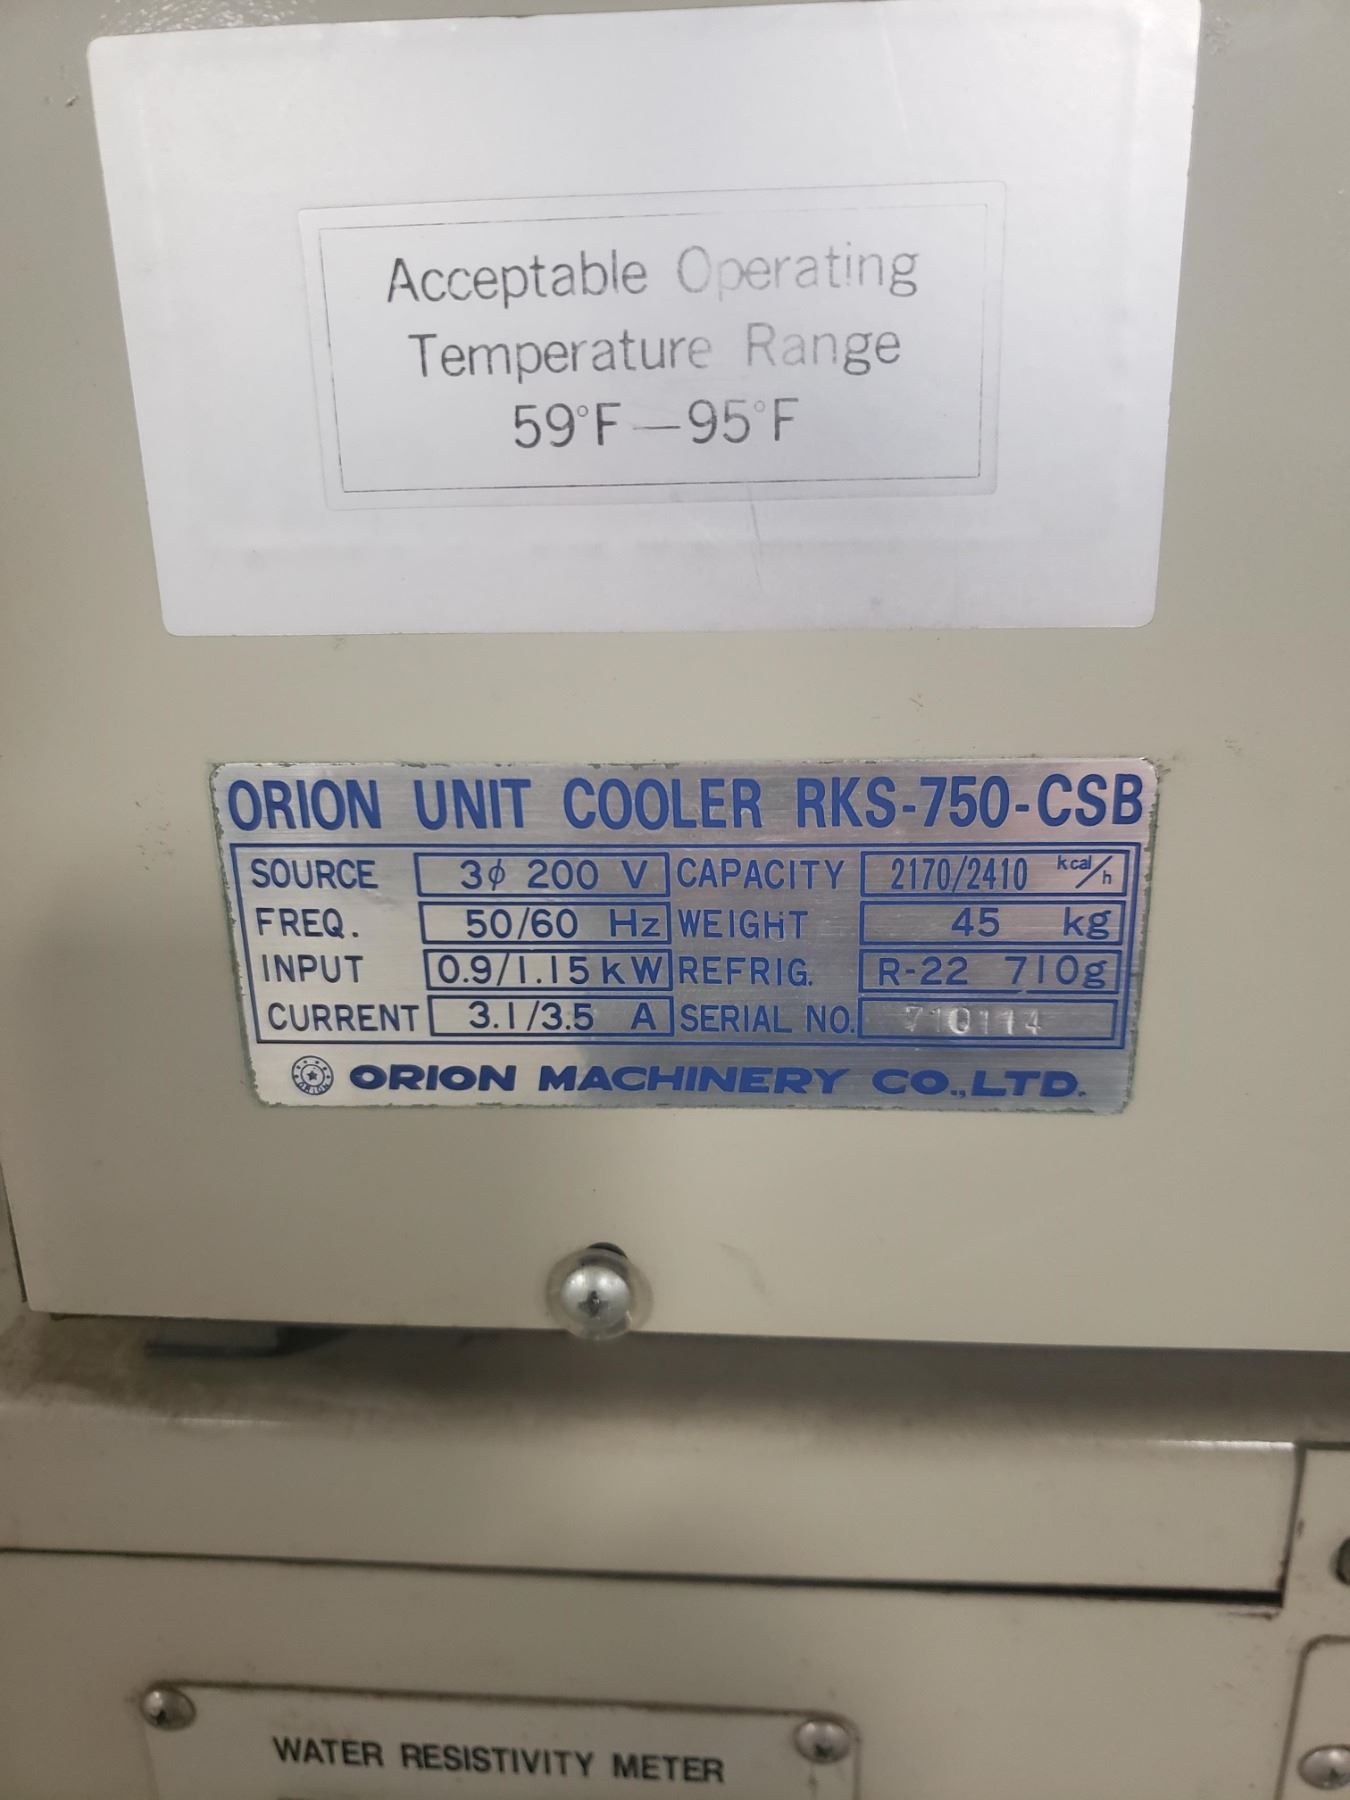 Acceptable Operating
Temperature Range
59°F—95°F
ORION UNIT COOLER RKS-750-CSB
SOURCE 3φ 200 V CAPACITY 2170/2410 kcal/h
FREQ. 50/60 Hz WEIGHT 45 kg
INPUT 0.9/1.15 kW REFRIG. R-22 710g
CURRENT 3.1/3.5 A SERIAL NO. 710114
ORION
ORION MACHINERY CO.,LTD.
WATER RESISTIVITY METER